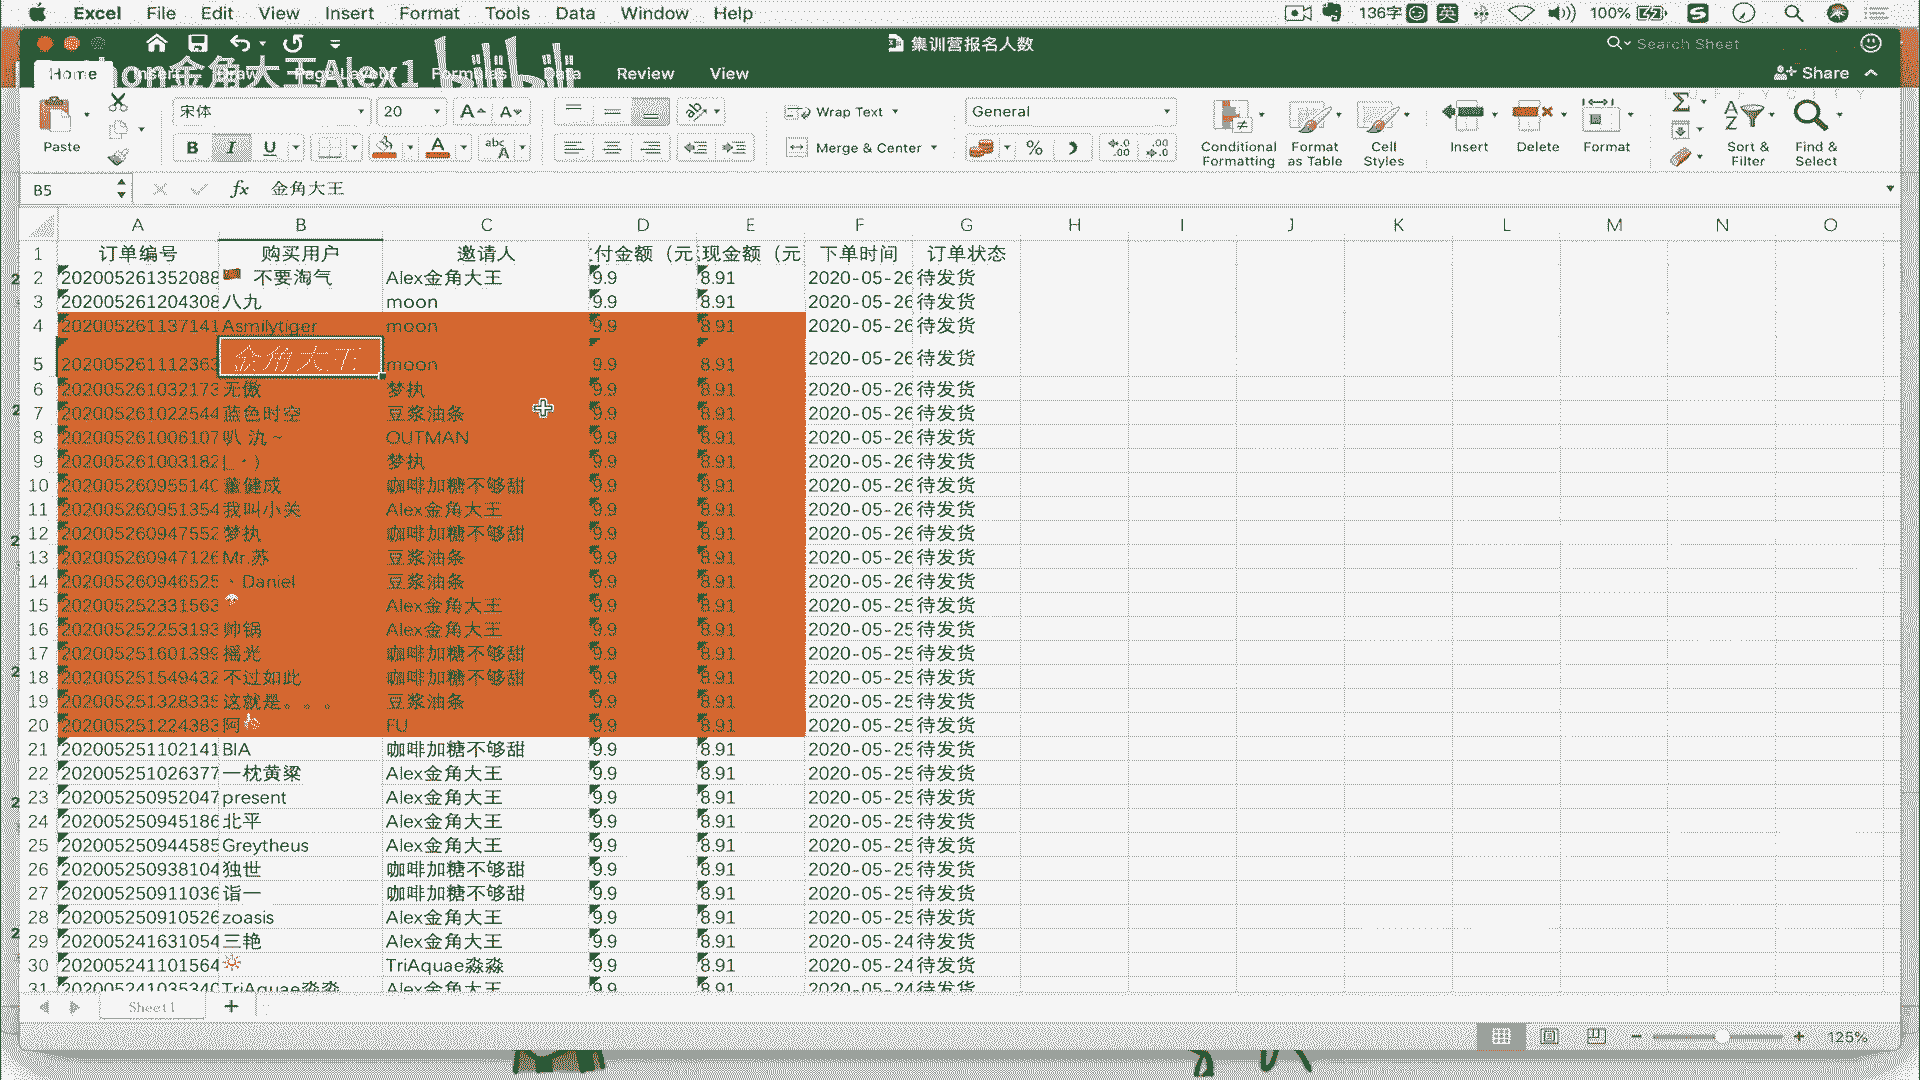 Excel File Edit View Insert Format Tools Data Window Help 136字 英 100%
集训营报名人数 Search Sheet
Home hon金角大王Alex1 Review View Share
宋体 20 Wrap Text General
Paste B I U Merge & Center % Conditional Formatting Format as Table Cell Styles Insert Delete Format Sort & Filter Find & Select
B5 fx 金角大王
A B C D E F G H I J K L M N O
1 订单编号 购买用户 邀请人 付金额（元 现金额（元 下单时间 订单状态
2 202005261352088 不要淘气 Alex金角大王 9.9 8.91 2020-05-26 待发货
3 202005261204308 八九 moon 9.9 8.91 2020-05-26 待发货
4 202005261137141 Asmilytiger moon 9.9 8.91 2020-05-26 待发货
5 202005261112363 金角大王 moon 9.9 8.91 2020-05-26 待发货
6 202005261032173 无傲 梦执 9.9 8.91 2020-05-26 待发货
7 202005261022544 蓝色时空 豆浆油条 9.9 8.91 2020-05-26 待发货
8 202005261006107 叭 氿 ~ OUTMAN 9.9 8.91 2020-05-26 待发货
9 202005261003182 梦执 9.9 8.91 2020-05-26 待发货
10 20200526095514 董健成 咖啡加糖不够甜 9.9 8.91 2020-05-26 待发货
11 202005260951354 我叫小关 Alex金角大王 9.9 8.91 2020-05-26 待发货
12 202005260947552 梦执 咖啡加糖不够甜 9.9 8.91 2020-05-26 待发货
13 202005260947126 Mr.苏 豆浆油条 9.9 8.91 2020-05-26 待发货
14 202005260946525 、Daniel 豆浆油条 9.9 8.91 2020-05-26 待发货
15 202005252331563 Alex金角大王 9.9 8.91 2020-05-25 待发货
16 202005252253193 帅锅 Alex金角大王 9.9 8.91 2020-05-25 待发货
17 202005251601399 摇光 咖啡加糖不够甜 9.9 8.91 2020-05-25 待发货
18 202005251549432 不过如此 咖啡加糖不够甜 9.9 8.91 2020-05-25 待发货
19 202005251328335 这就是。。。 豆浆油条 9.9 8.91 2020-05-25 待发货
20 202005251224383 阿 FU 9.9 8.91 2020-05-25 待发货
21 202005251102141 BIA 咖啡加糖不够甜 9.9 8.91 2020-05-25 待发货
22 202005251026377 一枕黄粱 Alex金角大王 9.9 8.91 2020-05-25 待发货
23 202005250952047 present Alex金角大王 9.9 8.91 2020-05-25 待发货
24 202005250945186 北平 Alex金角大王 9.9 8.91 2020-05-25 待发货
25 202005250944585 Greytheus Alex金角大王 9.9 8.91 2020-05-25 待发货
26 202005250938104 独世 咖啡加糖不够甜 9.9 8.91 2020-05-25 待发货
27 202005250911036 诣一 咖啡加糖不够甜 9.9 8.91 2020-05-25 待发货
28 202005250910526 zoasis Alex金角大王 9.9 8.91 2020-05-25 待发货
29 202005241631054 三艳 Alex金角大王 9.9 8.91 2020-05-24 待发货
30 202005241101564 TriAquae淼淼 9.9 8.91 2020-05-24 待发货
31 202005241035340 TriAquae淼淼 Alex金角大王 9.9 8.91 2020-05-24 待发货
Sheet1
125%